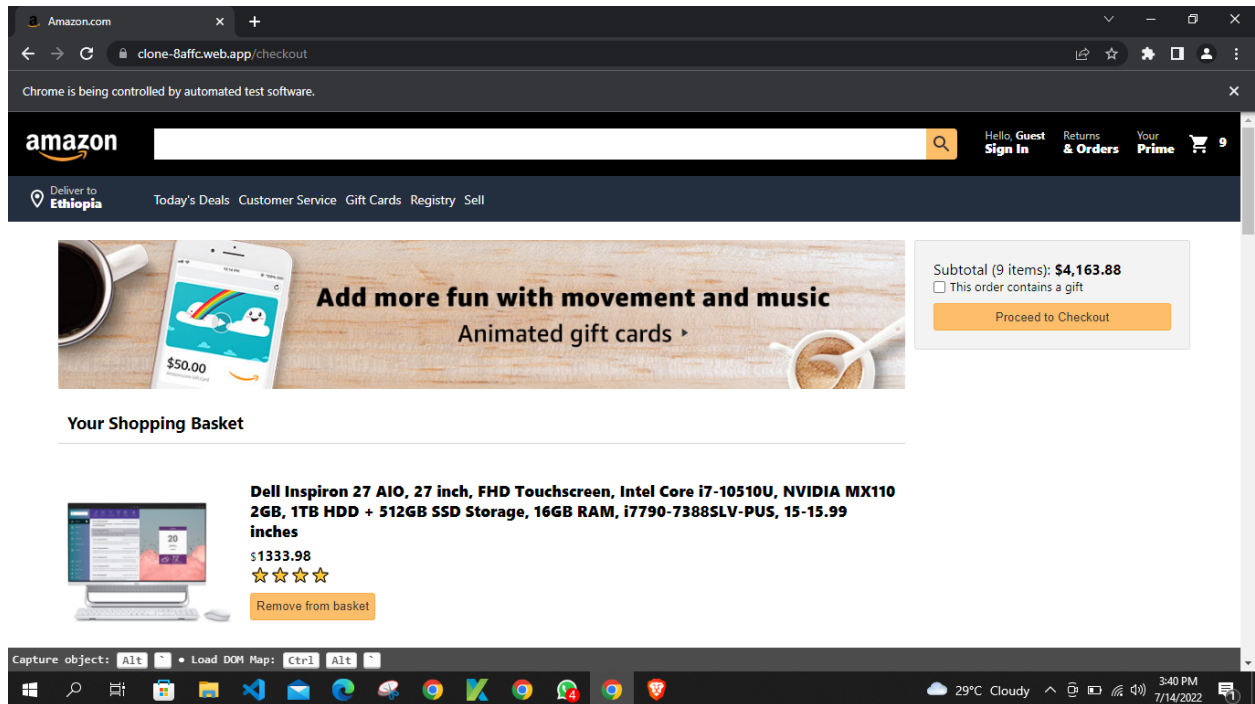 Amazon.com
clone-8affc.web.app/checkout
Chrome is being controlled by automated test software.
amazon
Hello, Guest
Sign In
Returns
& Orders
Your
Prime
9
Deliver to
Ethiopia
Today's Deals Customer Service Gift Cards Registry Sell
Add more fun with movement and music
Animated gift cards
$50.00
Subtotal (9 items): $4,163.88
This order contains a gift
Proceed to Checkout
Your Shopping Basket
Dell Inspiron 27 AIO, 27 inch, FHD Touchscreen, Intel Core i7-10510U, NVIDIA MX110
2GB, 1TB HDD + 512GB SSD Storage, 16GB RAM, i7790-7388SLV-PUS, 15-15.99
inches
$1333.98
20
Remove from basket
Capture object: Alt ` • Load DOM Map: Ctrl Alt `
4
29°C Cloudy
3:40 PM
7/14/2022
1